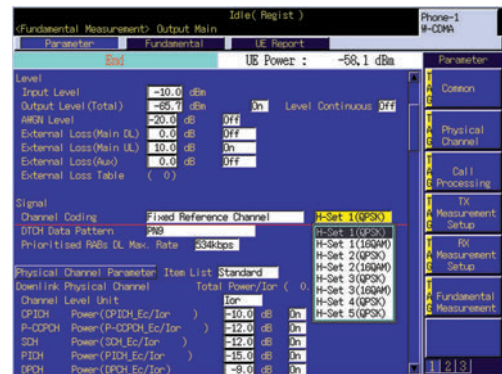 Idle( Regist )
Phone-1
<Fundamental Measurement> Output Main
W-CDMA
Parameter Fundamental UE Report
End UE Power : -58.1 dBm
Parameter
Level
Input Level -10.0 dBm
Output Level(Total) -65.7 dBm On Level Continuous Off
AWGN Level -20.0 dB Off
External Loss(Main DL) 0.0 dB Off
External Loss(Main UL) 10.0 dB On
External Loss(Aux) 0.0 dB Off
External Loss Table ( 0)
Signal
Channel Coding Fixed Reference Channel H-Set 1(QPSK)
DTCH Data Pattern PN9
Prioritised RABs DL Max. Rate 534kbps
H-Set 1(QPSK)
H-Set 1(16QAM)
H-Set 2(QPSK)
H-Set 2(16QAM)
H-Set 3(QPSK)
H-Set 3(16QAM)
H-Set 4(QPSK)
H-Set 5(QPSK)
Physical Channel Parameter Item List Standard
Downlink Physical Channel Total Power/Ior ( 0.
Channel Level Unit Ior
CPICH Power(CPICH_Ec/Ior ) -10.0 dB On
P-CCPCH Power(P-CCPCH_Ec/Ior ) -12.0 dB On
SCH Power(SCH_Ec/Ior ) -12.0 dB On
PICH Power(PICH_Ec/Ior ) -15.0 dB On
DPCH Power(DPCH_Ec/Ior) -9.0 dB On
TAG Common
TAG Physical
Channel
TAG Call
Processing
TAG TX
Measurement
Setup
TAG RX
Measurement
Setup
TAG Fundamental
Measurement
1 2 3